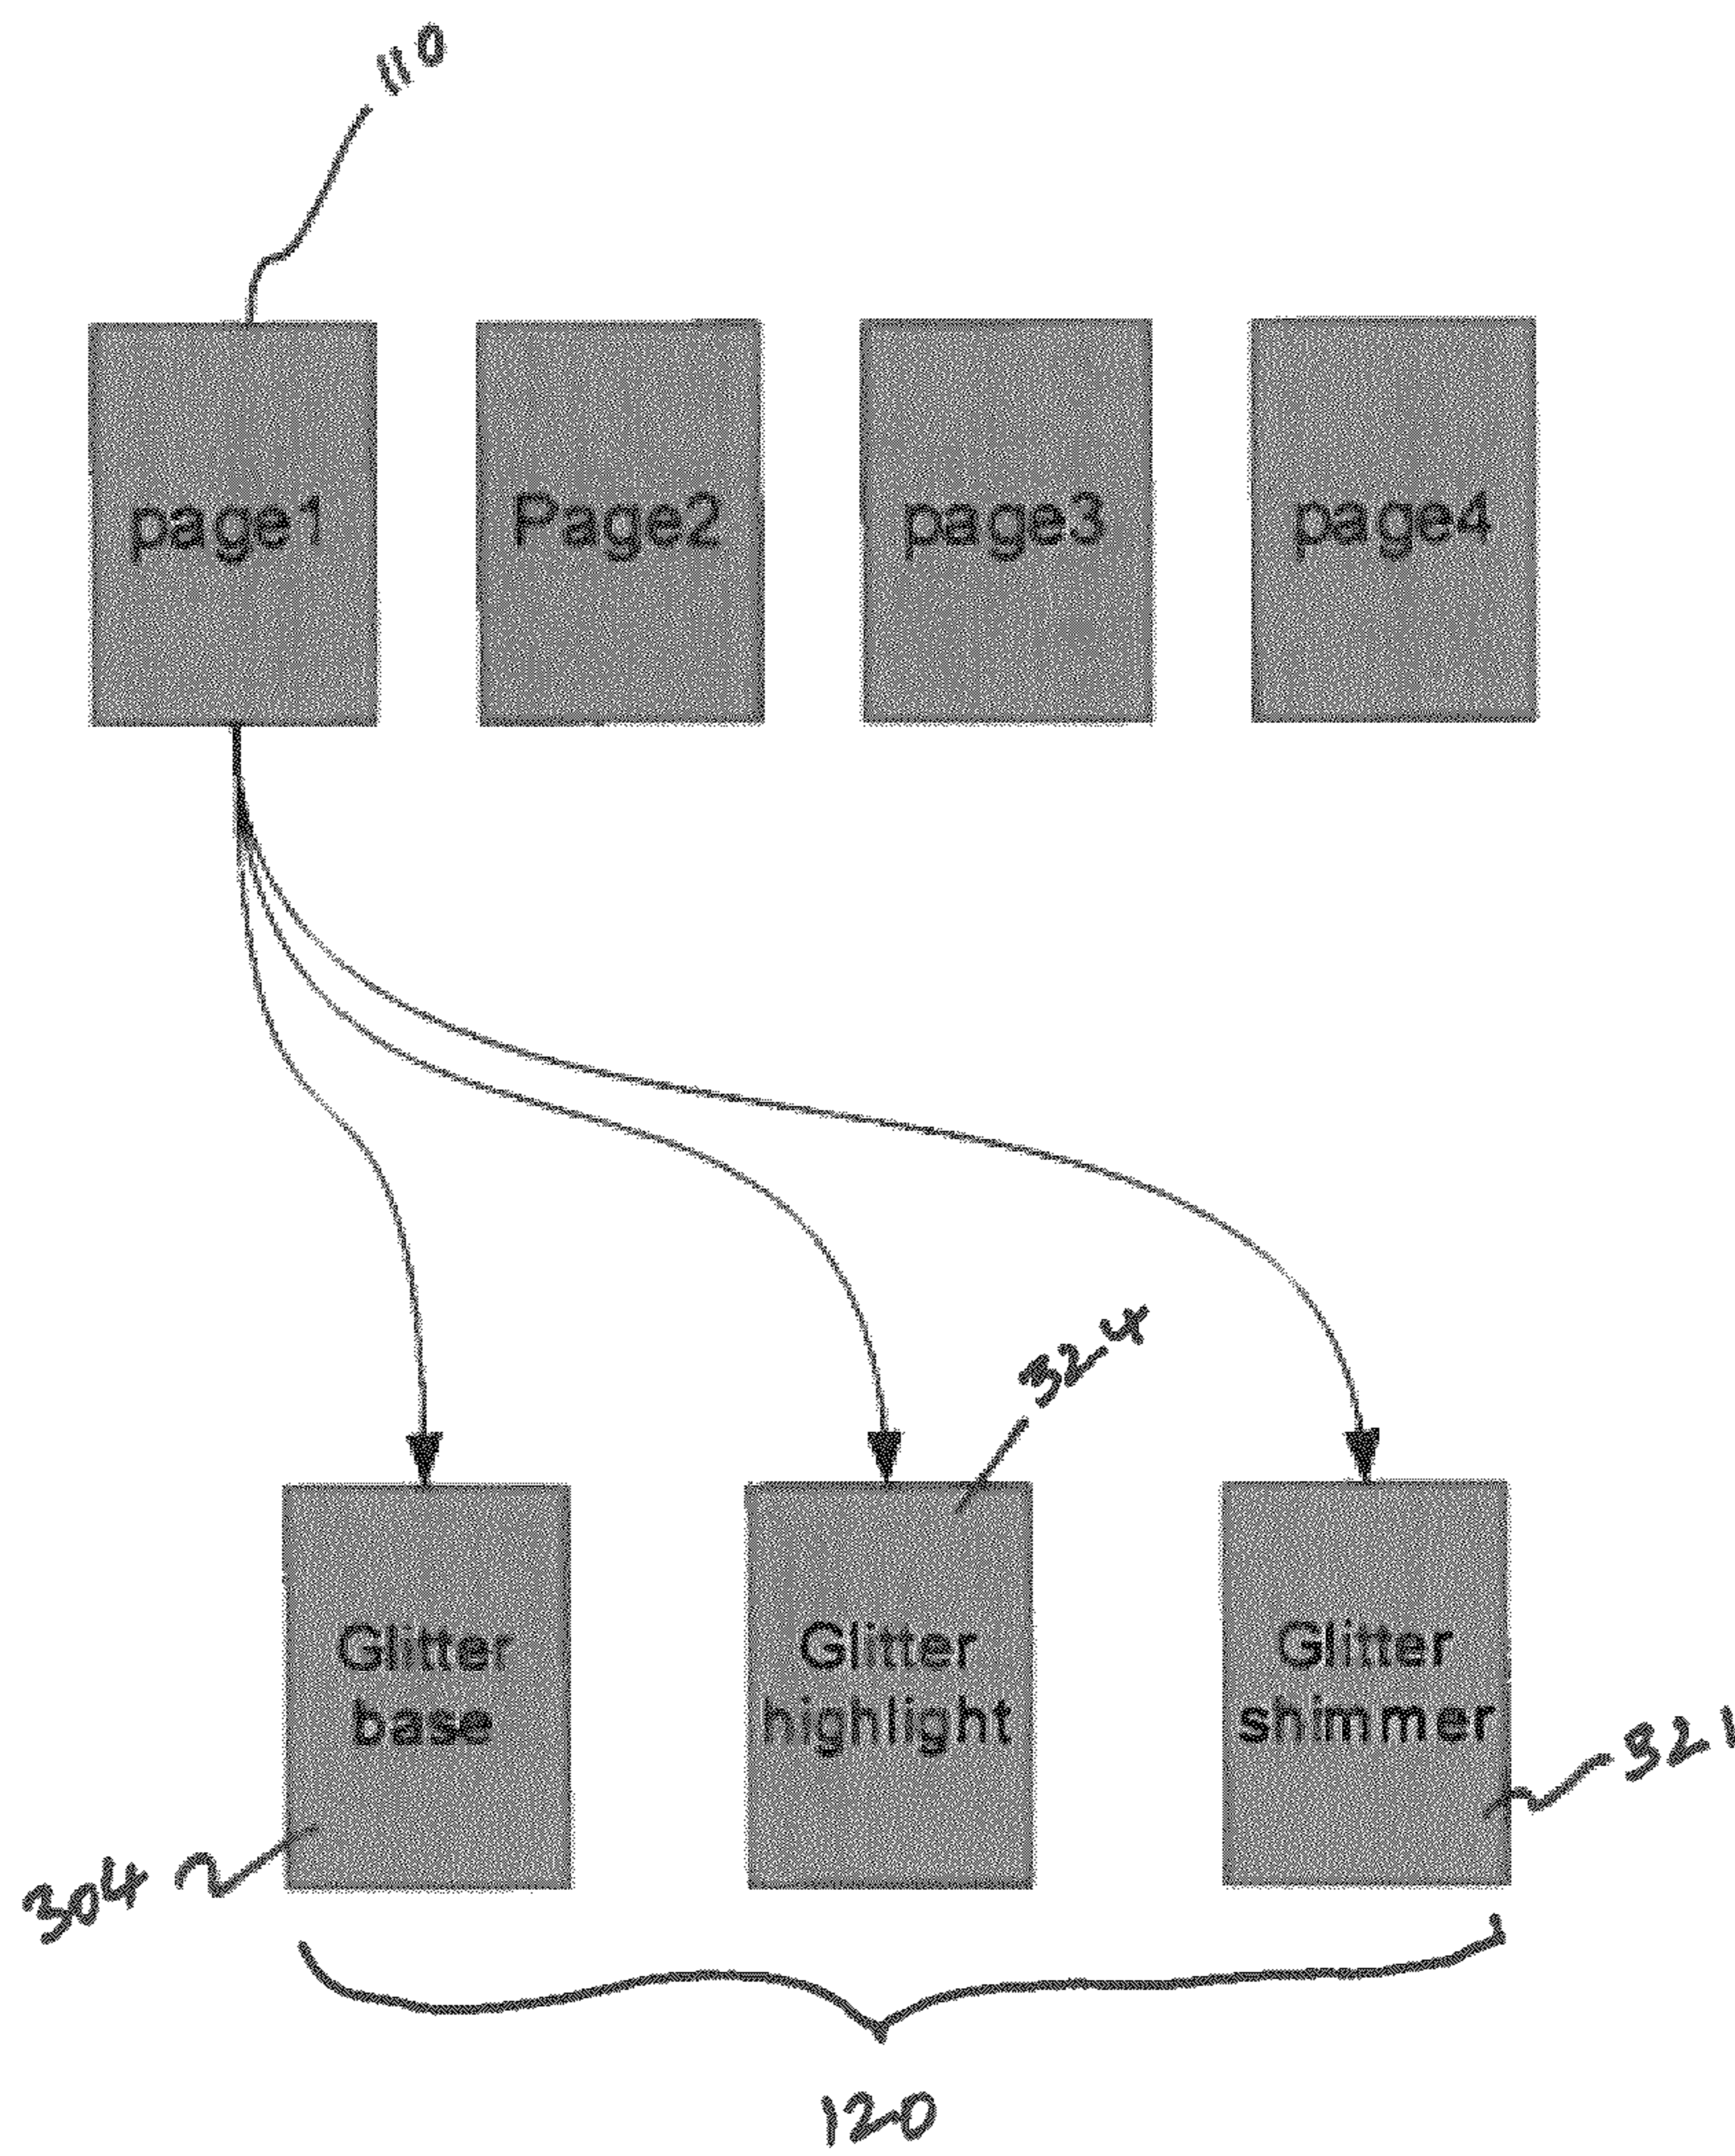 110
page1 Page2 page3 page4
324
Glitter
base
Glitter
highlight
Glitter
shimmer
321
304
120